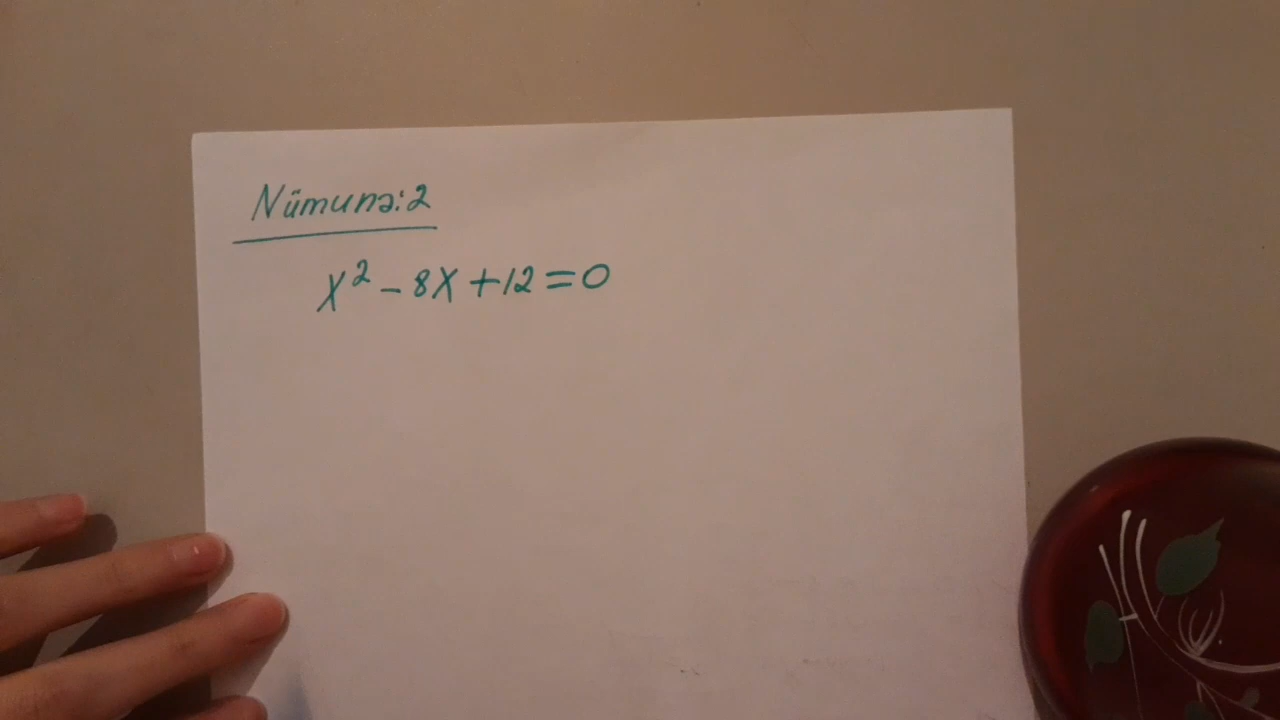 Nümunə:2
x² - 8x + 12 = 0